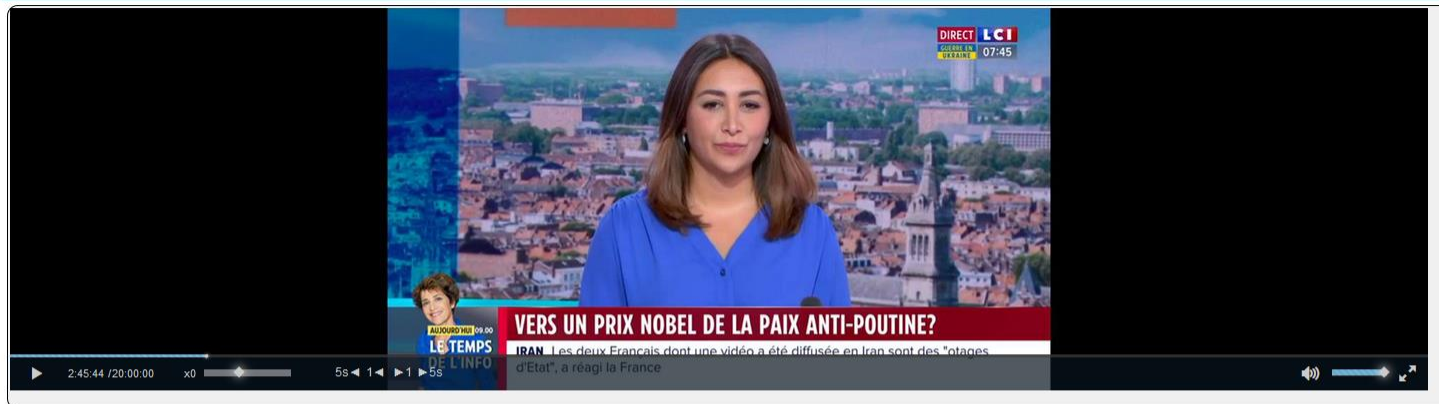 DIRECT LCI
GUERRE EN
UKRAINE
07:45
AUJOURD'HUI 09.00
LE TEMPS
DE L'INFO
VERS UN PRIX NOBEL DE LA PAIX ANTI-POUTINE?
IRAN Les deux Français dont une vidéo a été diffusée en Iran sont des "otages
d'Etat", a réagi la France
2:45:44 /20:00:00
x0
5s◄ 1◄ ►1 ►5s